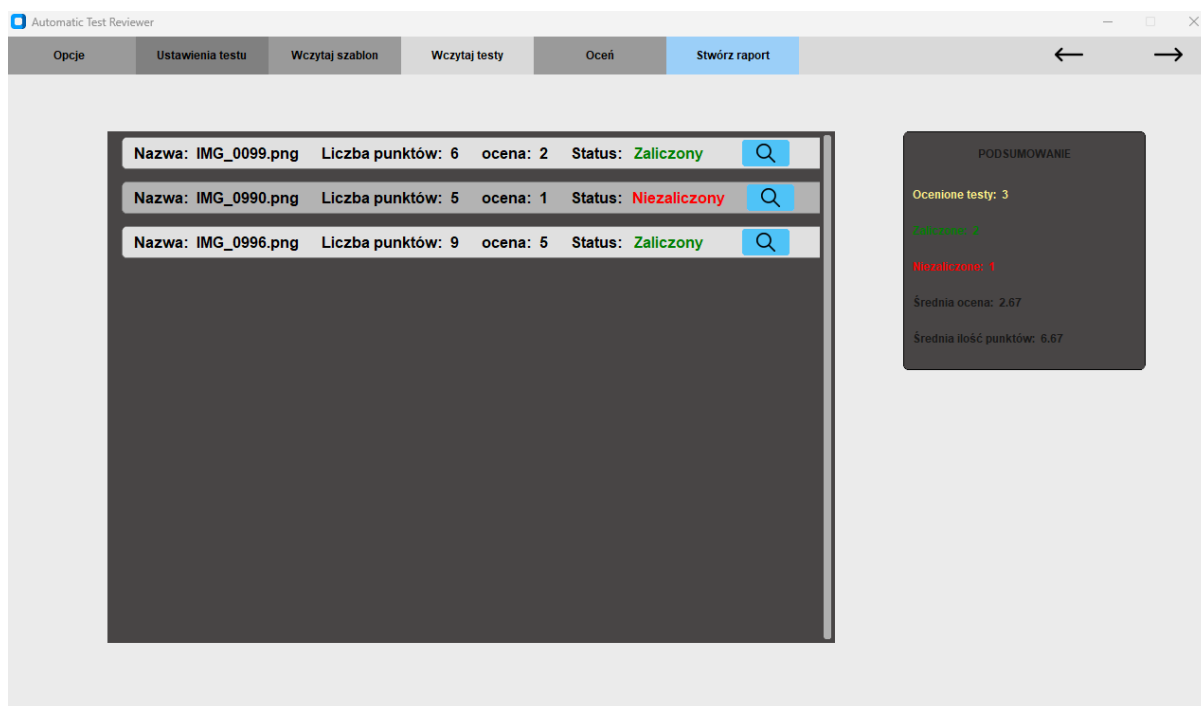 Automatic Test Reviewer
Opcje Ustawienia testu Wczytaj szablon Wczytaj testy Oceń Stwórz raport
Nazwa: IMG_0099.png Liczba punktów: 6 ocena: 2 Status: Zaliczony
Nazwa: IMG_0990.png Liczba punktów: 5 ocena: 1 Status: Niezaliczony
Nazwa: IMG_0996.png Liczba punktów: 9 ocena: 5 Status: Zaliczony
PODSUMOWANIE
Ocenione testy: 3
Zaliczone: 2
Niezaliczone: 1
Średnia ocena: 2.67
Średnia ilość punktów: 6.67